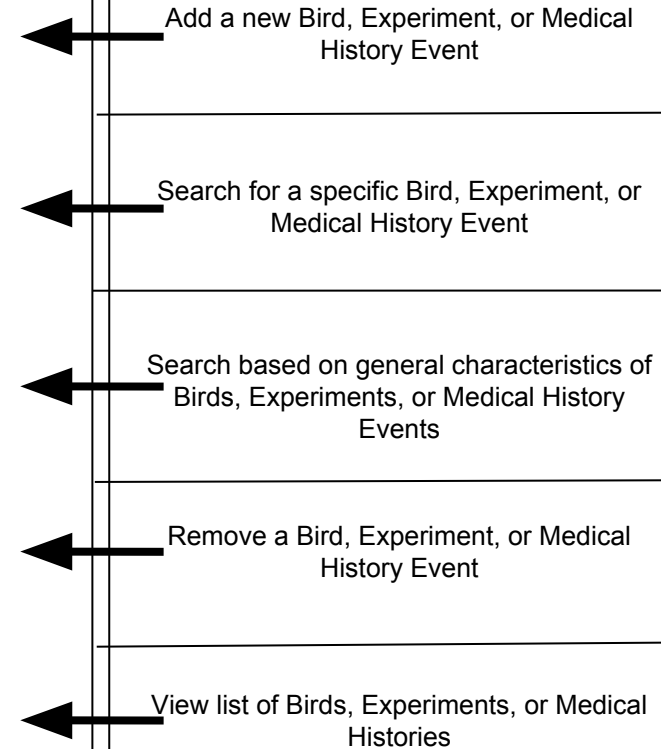 Add a new Bird, Experiment, or Medical
History Event
Search for a specific Bird, Experiment, or
Medical History Event
Search based on general characteristics of
Birds, Experiments, or Medical History
Events
Remove a Bird, Experiment, or Medical
History Event
View list of Birds, Experiments, or Medical
Histories